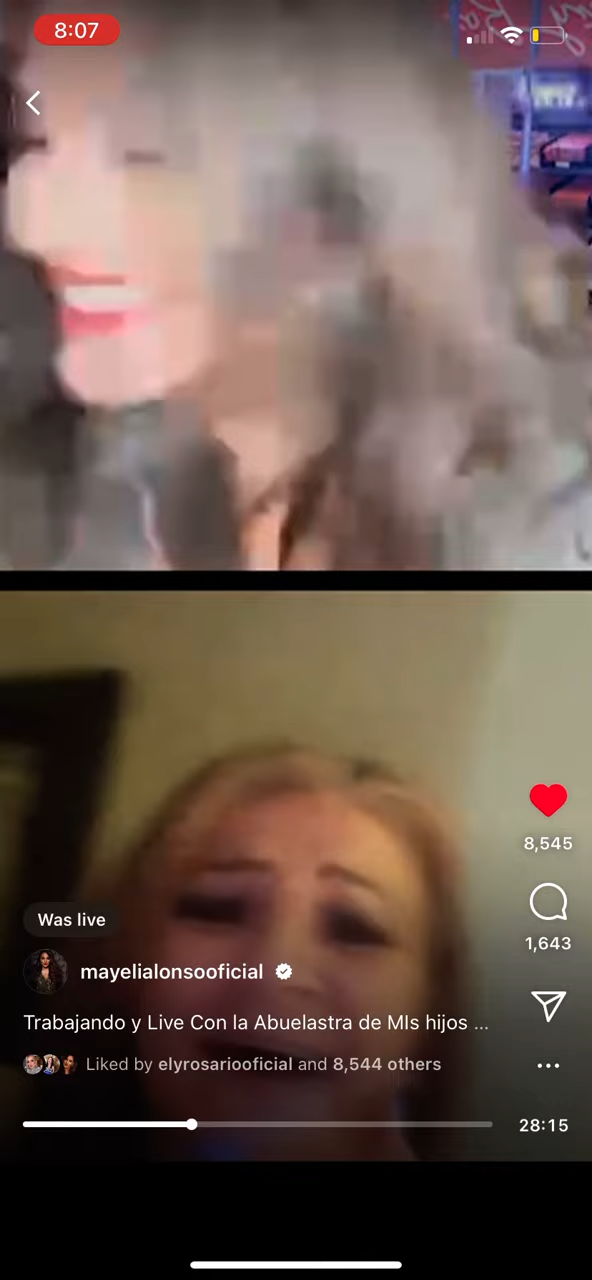 8:07
Was live
mayelialonsooficial
Trabajando y Live Con la Abuelastra de MIs hijos ...
Liked by elyrosariooficial and 8,544 others
8,545
1,643
28:15